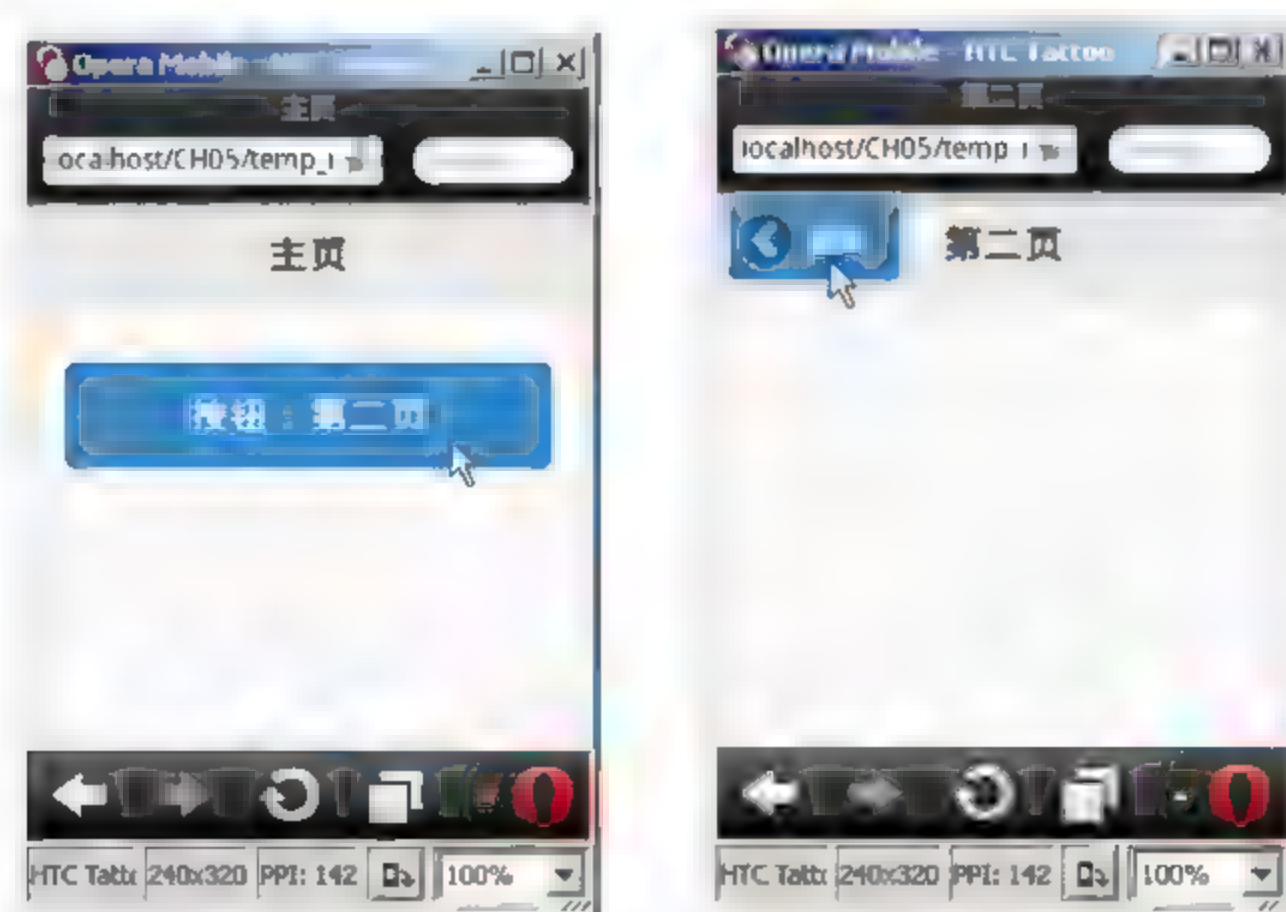 Opera Mobile
主页
oca-host/CH05/temp_
主页
按钮：第二页
HTC Tatt 240x320 PPI: 142 100%
Opera Mobile - HTC Tattoo
第二页
localhost/CH05/temp
第二页
HTC Tatt 240x320 PPI: 142 100%